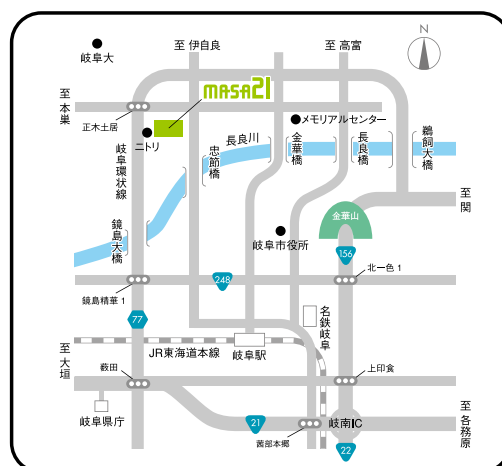 岐阜大
至 伊自良
至 高富
N
至本巣
正木土居
MASA21
ニトリ
メモリアルセンター
岐阜環状線
忠節橋
長良川
金華橋
長良橋
鵜飼大橋
至関
鏡島大橋
金華山
岐阜市役所
156
248
北一色 1
鏡島精華 1
77
名鉄岐阜
至大垣
JR東海道本線
岐阜駅
薮田
上印食
岐阜県庁
21
茜部本郷
岐南IC
22
至各務原